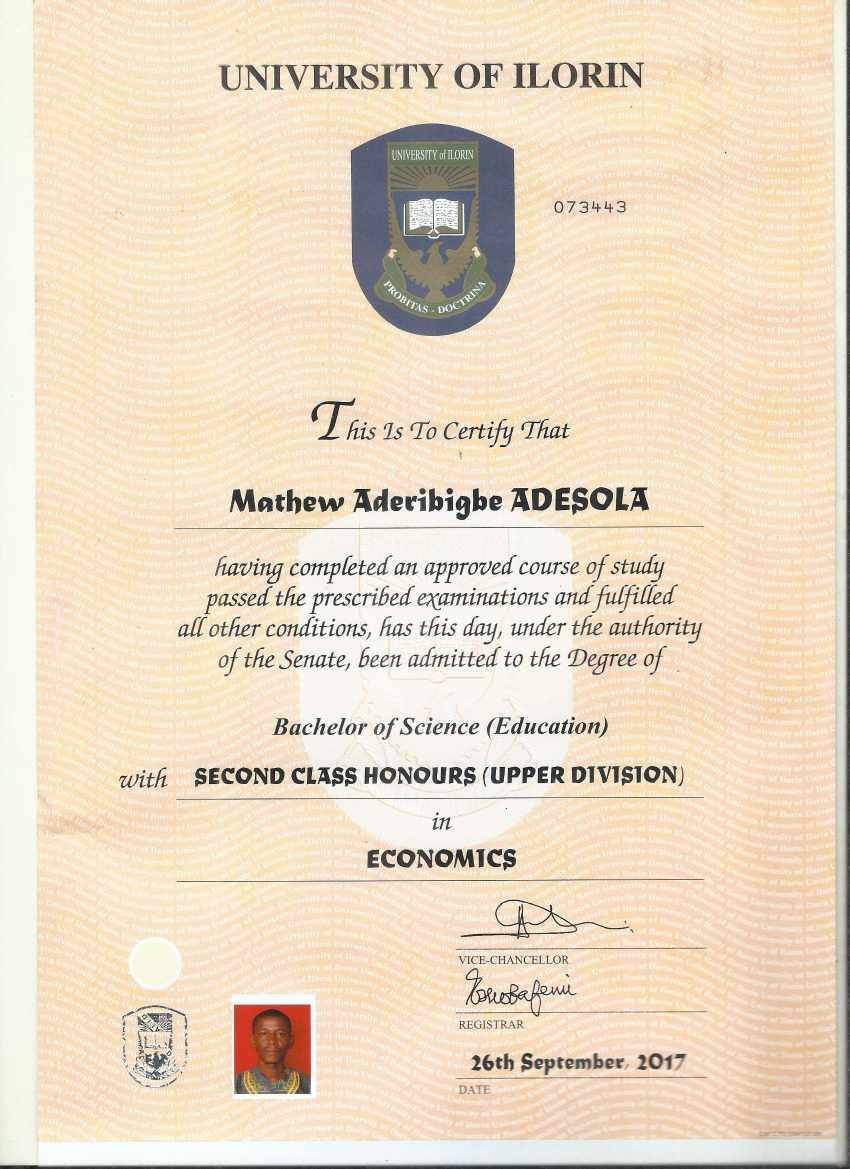 UNIVERSITY OF ILORIN
UNIVERSITY of ILORIN
073443
PROBITAS - DOCTRINA
This Is To Certify That
Mathew Aderibigbe ADESOLA
having completed an approved course of study
passed the prescribed examinations and fulfilled
all other conditions, has this day, under the authority
of the Senate, been admitted to the Degree of
Bachelor of Science (Education)
with SECOND CLASS HONOURS (UPPER DIVISION)
in
ECONOMICS
VICE-CHANCELLOR
REGISTRAR
26th September, 2017
DATE